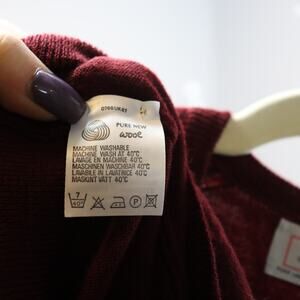 PURE NEW
wool
MACHINE WASHABLE
MACHINE WASH AT 40°C
LAVAGE EN MACHINE 40°C
MASCHINEN WASCHBAR 40°C
LAVABILE IN LAVATRICE 40°C
MASKINT VATT 40°C
7
40°
P